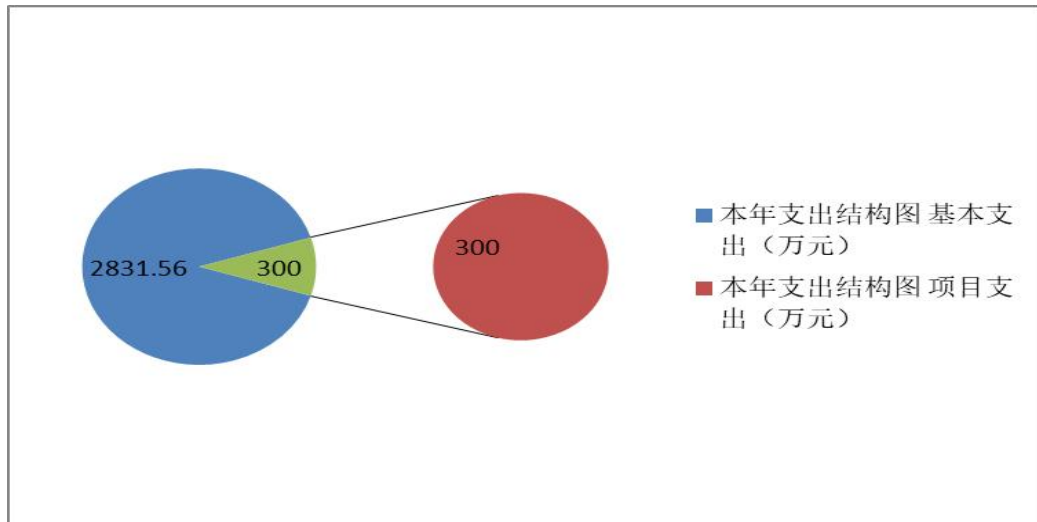 2831.56
300
300
本年支出结构图 基本支
出（万元）
本年支出结构图 项目支
出（万元）